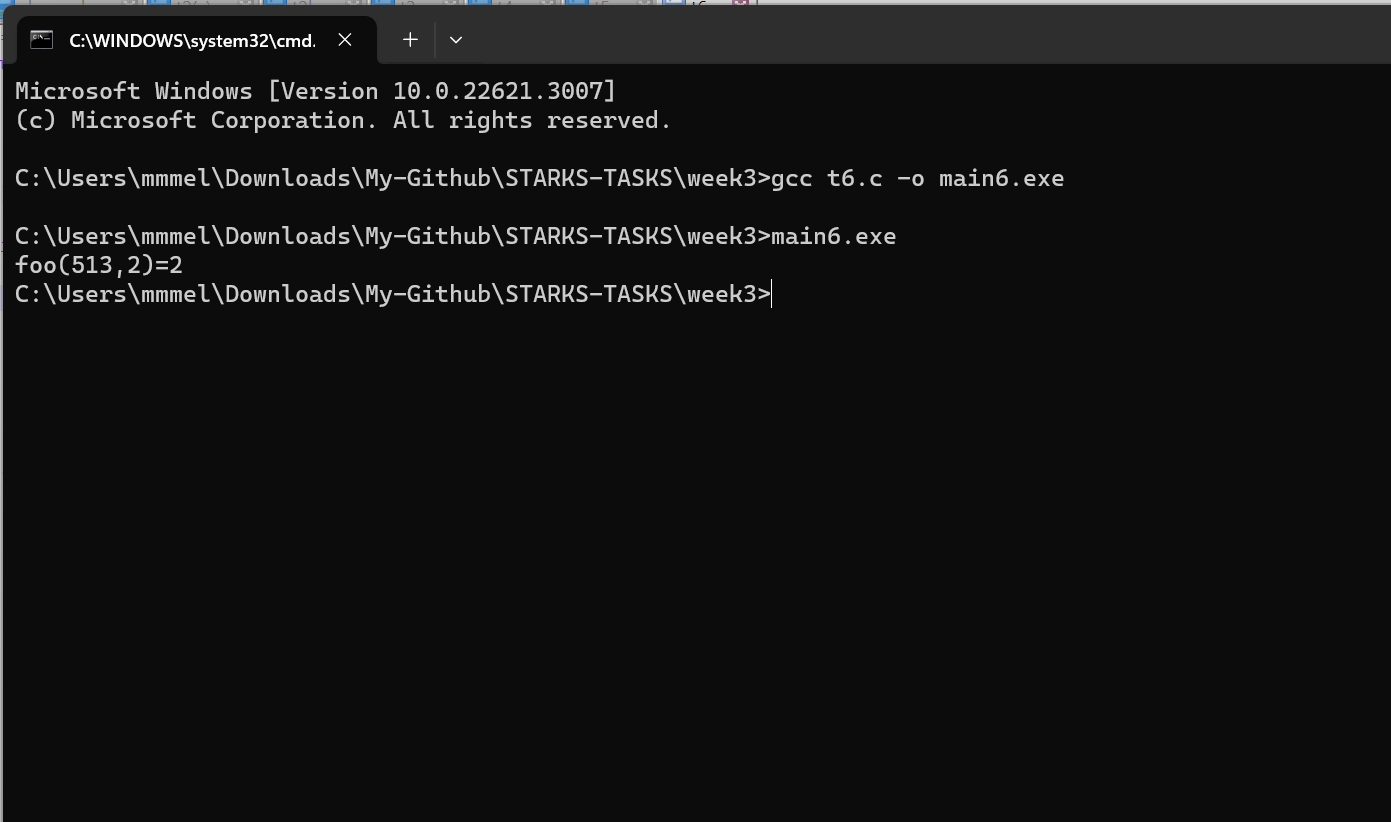 C:\WINDOWS\system32\cmd.
Microsoft Windows [Version 10.0.22621.3007]
(c) Microsoft Corporation. All rights reserved.
C:\Users\mmmel\Downloads\My-Github\STARKS-TASKS\week3>gcc t6.c -o main6.exe
C:\Users\mmmel\Downloads\My-Github\STARKS-TASKS\week3>main6.exe
foo(513,2)=2
C:\Users\mmmel\Downloads\My-Github\STARKS-TASKS\week3>